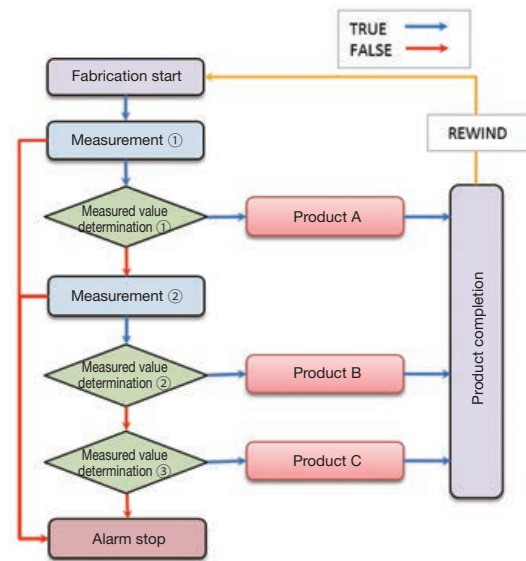 TRUE
FALSE
Fabrication start
REWIND
Measurement ①
Measured value
determination ①
Product A
Measurement ②
Measured value
determination ②
Product B
Product completion
Measured value
determination ③
Product C
Alarm stop